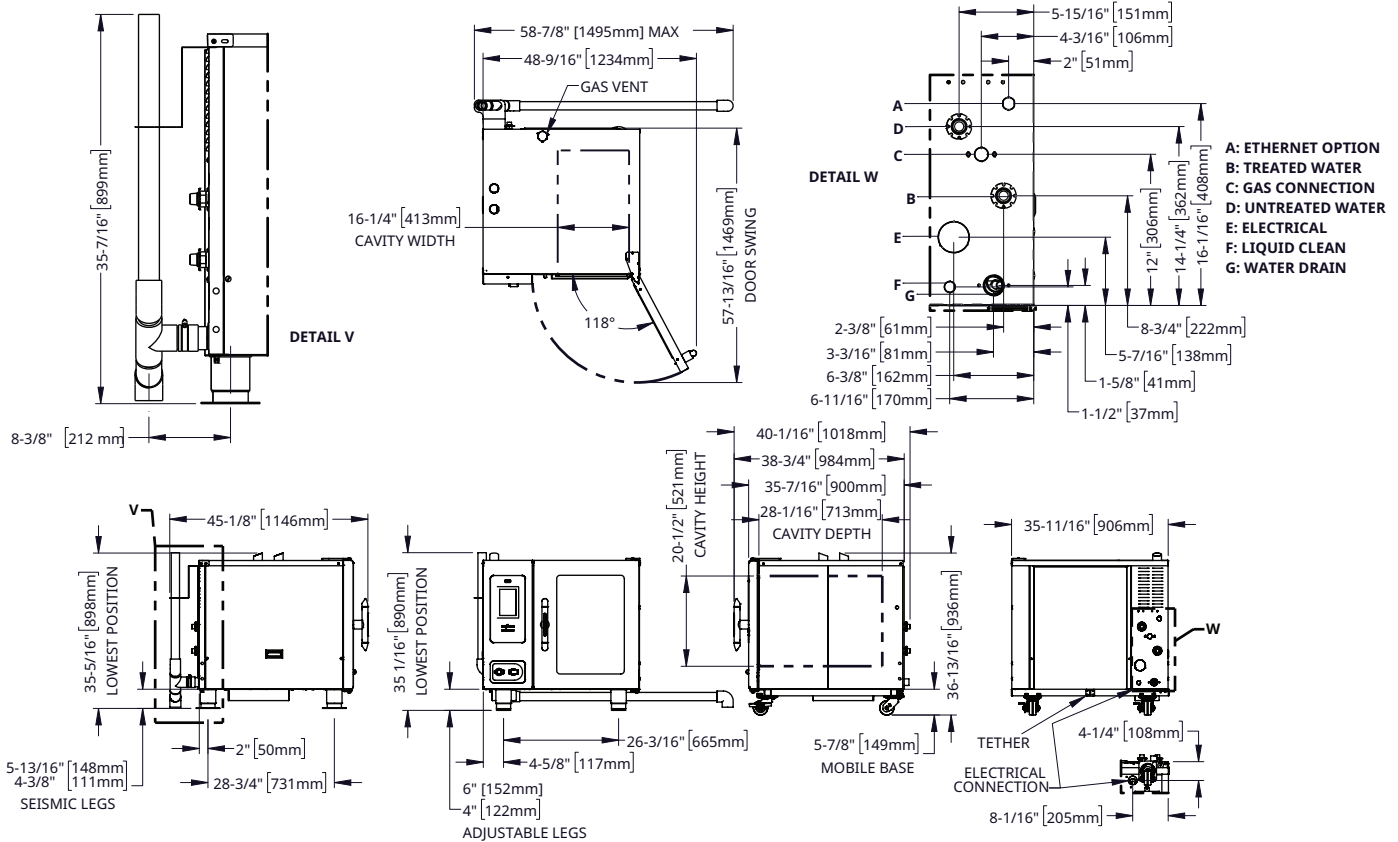 35-7/16" [899mm]
8-3/8" [212 mm]
DETAIL V
58-7/8" [1495mm] MAX
48-9/16" [1234mm]
GAS VENT
16-1/4" [413mm]
CAVITY WIDTH
118°
57-13/16" [1469mm]
DOOR SWING
5-15/16" [151mm]
4-3/16" [106mm]
2" [51mm]
A
D
C
DETAIL W
B
E
F
G
12" [306mm]
14-1/4" [362mm]
16-1/16" [408mm]
A: ETHERNET OPTION
B: TREATED WATER
C: GAS CONNECTION
D: UNTREATED WATER
E: ELECTRICAL
F: LIQUID CLEAN
G: WATER DRAIN
2-3/8" [61mm]
3-3/16" [81mm]
6-3/8" [162mm]
6-11/16" [170mm]
8-3/4" [222mm]
5-7/16" [138mm]
1-5/8" [41mm]
1-1/2" [37mm]
V
45-1/8" [1146mm]
35-5/16" [898mm]
LOWEST POSITION
2" [50mm]
5-13/16" [148mm]
4-3/8" [111mm]
28-3/4" [731mm]
SEISMIC LEGS
35 1/16" [890mm]
LOWEST POSITION
26-3/16" [665mm]
4-5/8" [117mm]
6" [152mm]
4" [122mm]
ADJUSTABLE LEGS
40-1/16" [1018mm]
38-3/4" [984mm]
35-7/16" [900mm]
28-1/16" [713mm]
CAVITY DEPTH
20-1/2" [521mm]
CAVITY HEIGHT
36-13/16" [936mm]
5-7/8" [149mm]
MOBILE BASE
35-11/16" [906mm]
W
TETHER
ELECTRICAL
CONNECTION
4-1/4" [108mm]
8-1/16" [205mm]